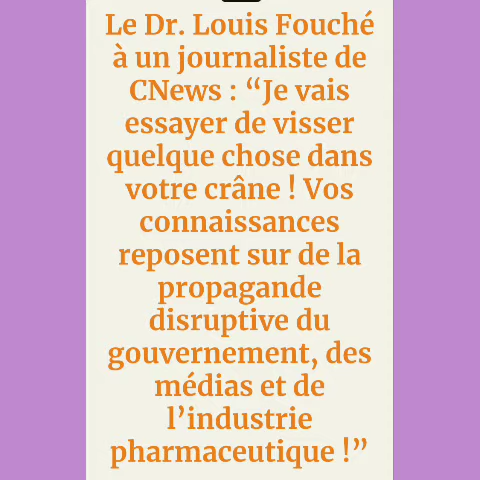 Le Dr. Louis Fouché
à un journaliste de
CNews : “Je vais
essayer de visser
quelque chose dans
votre crâne ! Vos
connaissances
reposent sur de la
propagande
disruptive du
gouvernement, des
médias et de
l’industrie
pharmaceutique !”